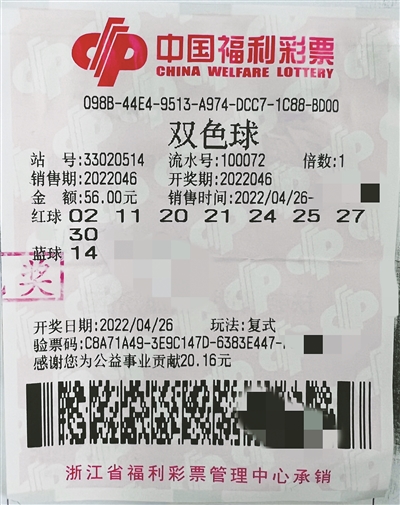 中国福利彩票
CHINA WELFARE LOTTERY
098B-44E4-9513-A974-DCC7-1C88-BD00
双色球
站 号:33020514 流水号:100072 倍数:1
销售期:2022046 开奖期:2022046
金 额:56.00元 销售时间:2022/04/26-
红球 02 11 20 21 24 25 27
30
蓝球 14
奖
开奖日期:2022/04/26 玩法:复式
验票码:C8A71A49-3E9C147D-6383E447-
感谢您为公益事业贡献20.16元
浙江省福利彩票管理中心承销